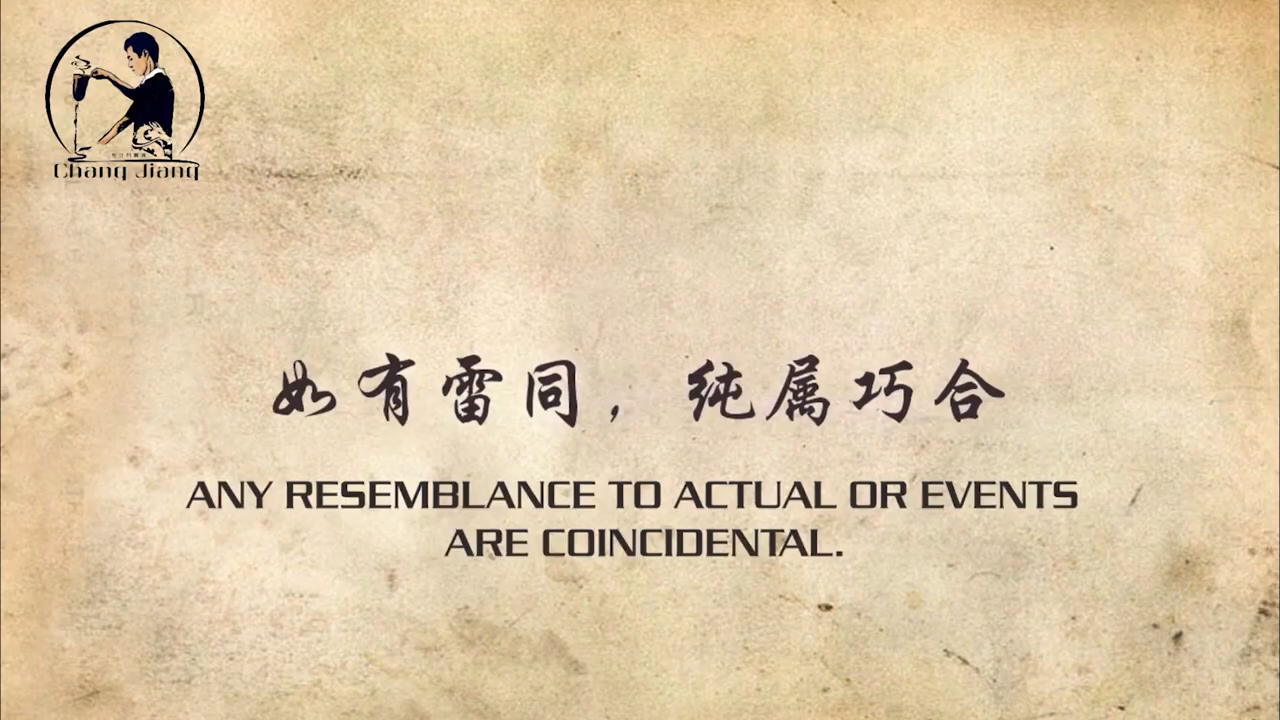 Chang Jiang
如有雷同，纯属巧合
ANY RESEMBLANCE TO ACTUAL OR EVENTS
ARE COINCIDENTAL.